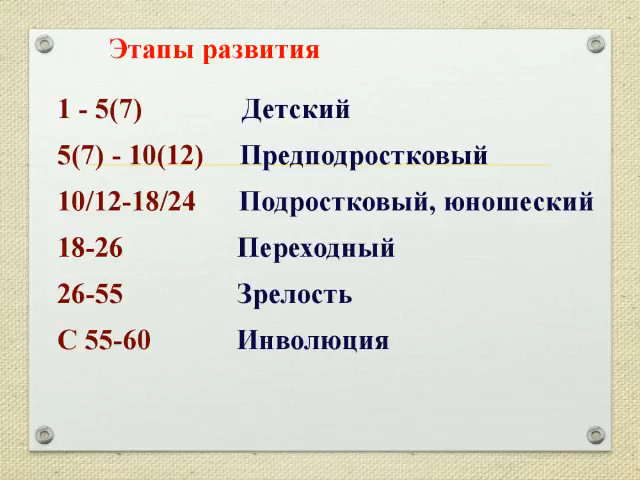 Этапы развития
1 - 5(7) Детский
5(7) - 10(12) Предподростковый
10/12-18/24 Подростковый, юношеский
18-26 Переходный
26-55 Зрелость
С 55-60 Инволюция